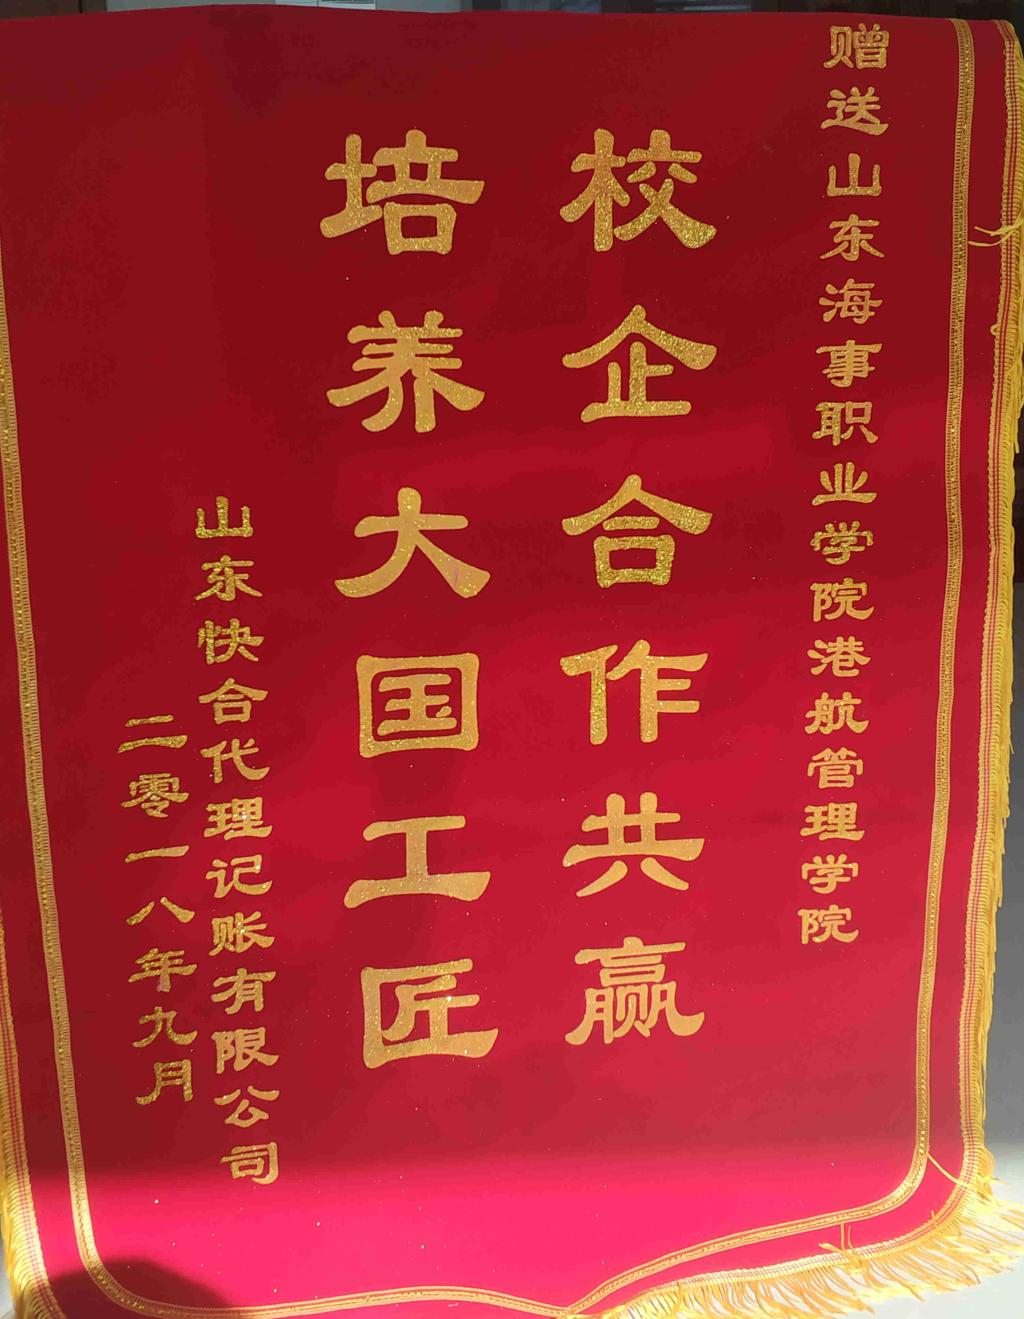 赠送山东海事职业学院港航管理学院
校企合作共赢
培养大国工匠
山东快合代理记账有限公司
二零一八年九月